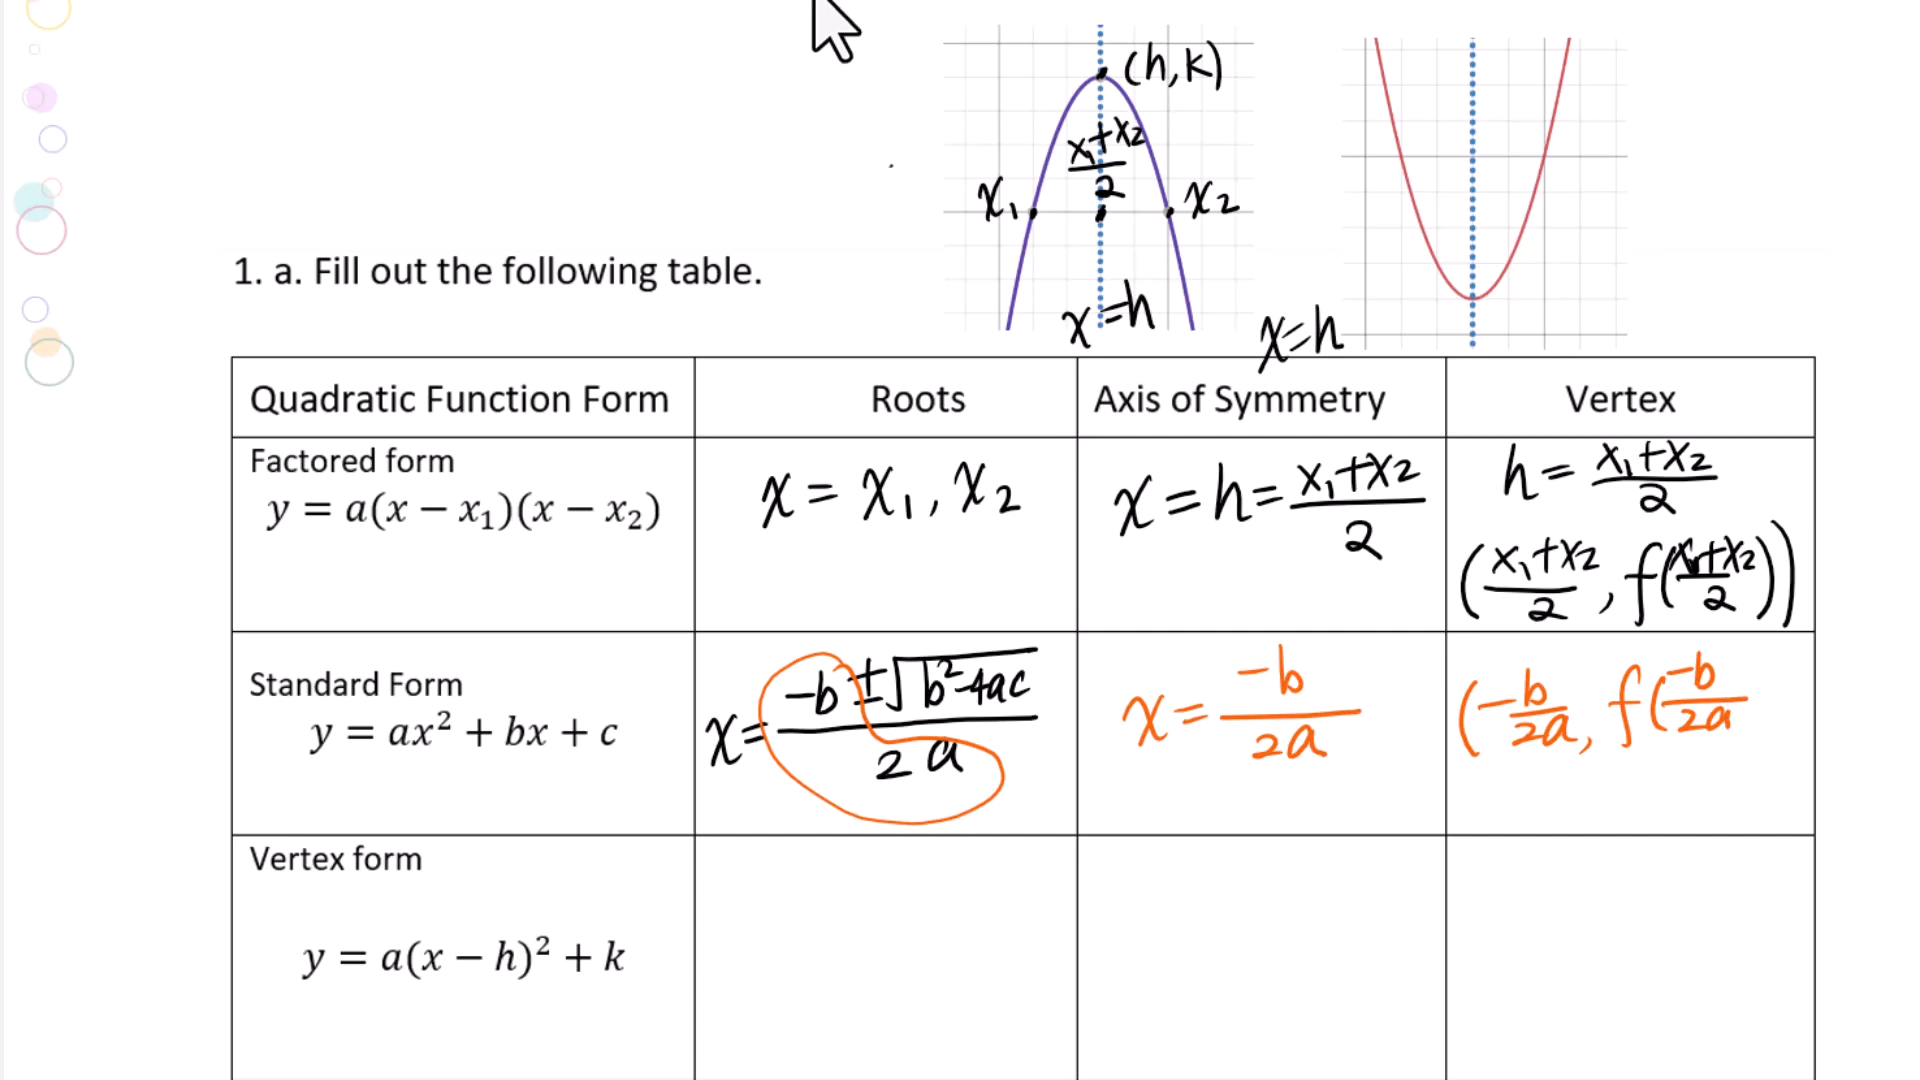 (h,k)
x₁+x₂
2
x₁ x₂
x=h
x=h
1. a. Fill out the following table.
Quadratic Function Form Roots Axis of Symmetry Vertex
Factored form
y = a(x − x₁)(x − x₂)
x = x₁, x₂
x = h = x₁+x₂
2
h = x₁+x₂
2
(x₁+x₂ , f(x₁+x₂))
2 2
Standard Form
y = ax² + bx + c
x = -b ± √b²-4ac
2a
x = -b
2a
(-b , f(-b
2a 2a
Vertex form
y = a(x − h)² + k